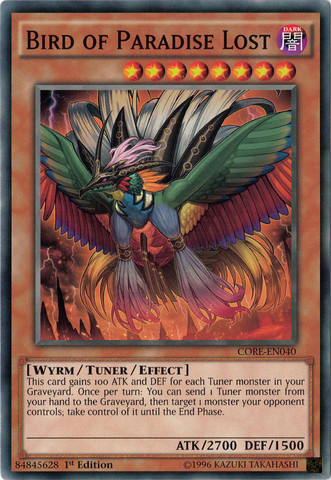 BIRD OF PARADISE LOST
DARK
闇
CORE-EN040
[WYRM / TUNER / EFFECT]
This card gains 100 ATK and DEF for each Tuner monster in
your Graveyard. Once per turn: You can send 1 Tuner monster from
your hand to the Graveyard, then target 1 monster your opponent
controls; take control of it until the End Phase.
ATK/2700 DEF/1500
84845628 1st Edition ©1996 KAZUKI TAKAHASHI